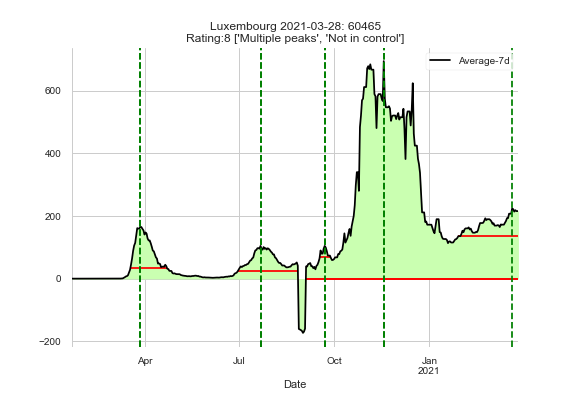 Luxembourg 2021-03-28: 60465
Rating:8 ['Multiple peaks', 'Not in control']
Average-7d
600
400
200
0
−200
Apr
Jul
Oct
Jan
2021
Date